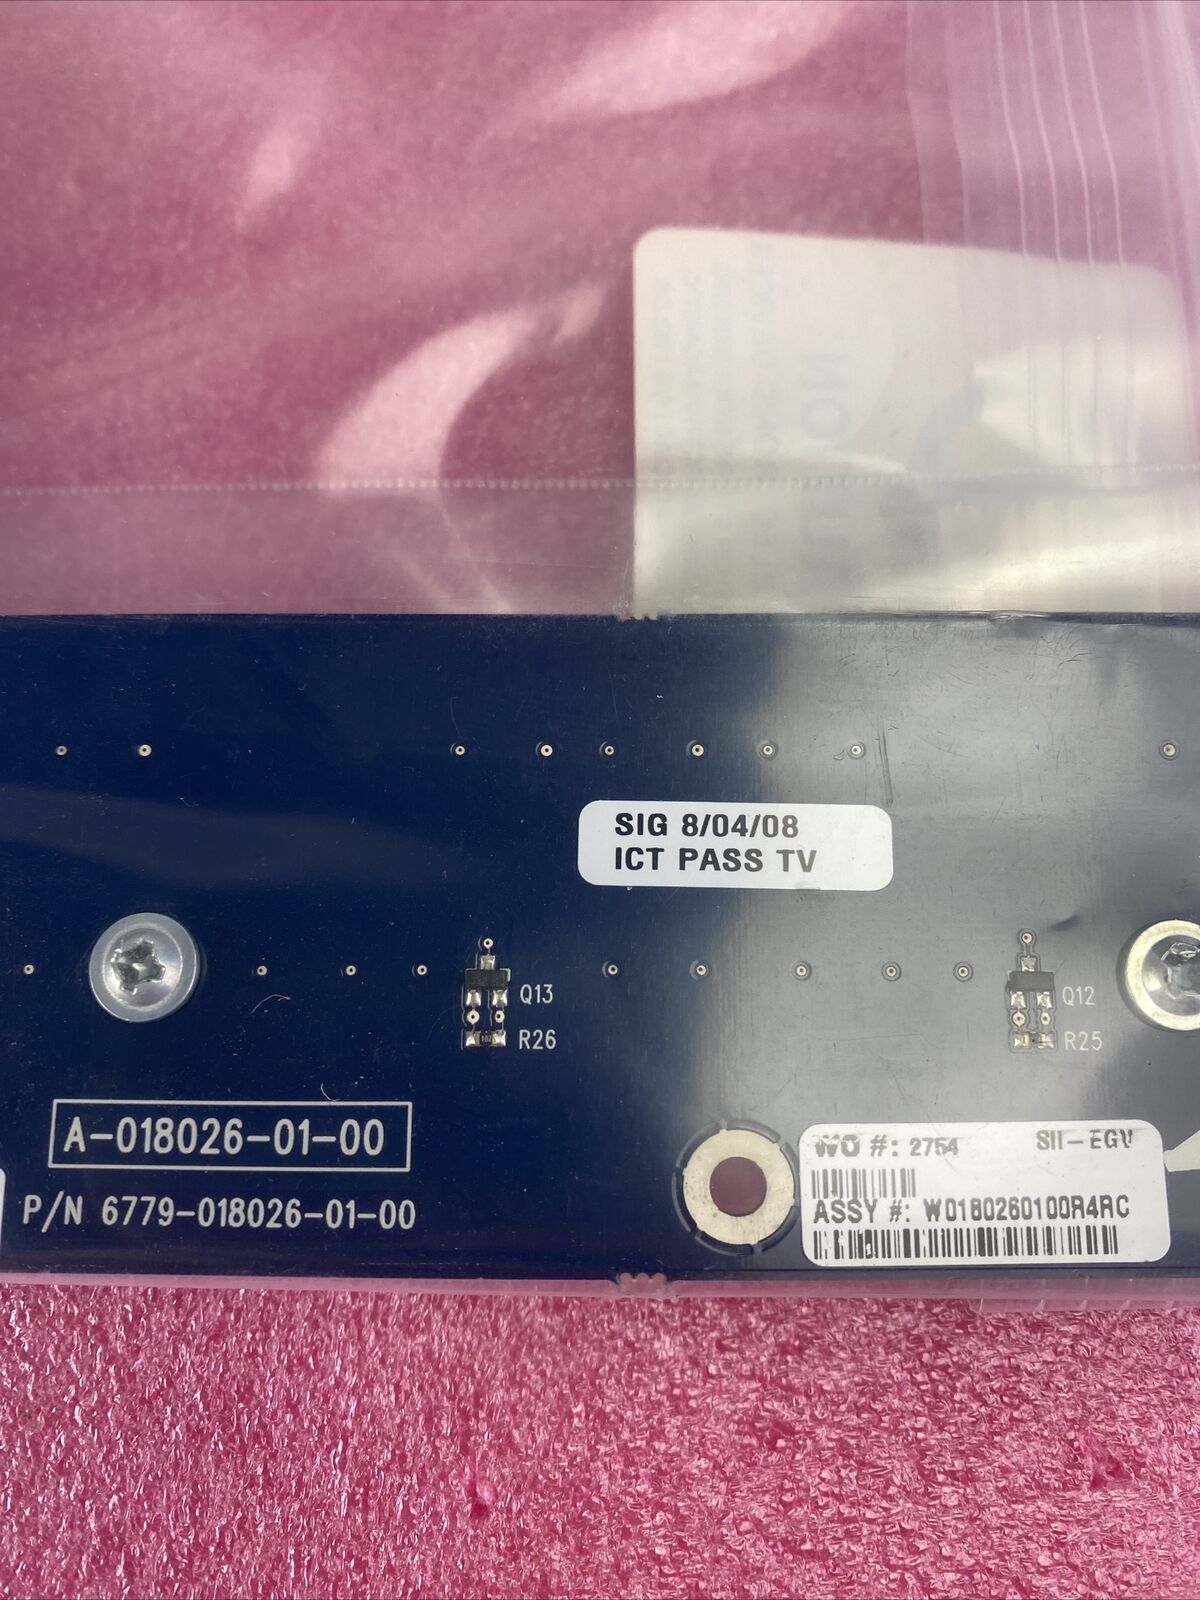 SIG 8/04/08
ICT PASS TV
Q13
Q12
R26
R25
A-018026-01-00
P/N 6779-018026-01-00
WO #: 2754 SII-EGV
ASSY #: W0180260100R4RC